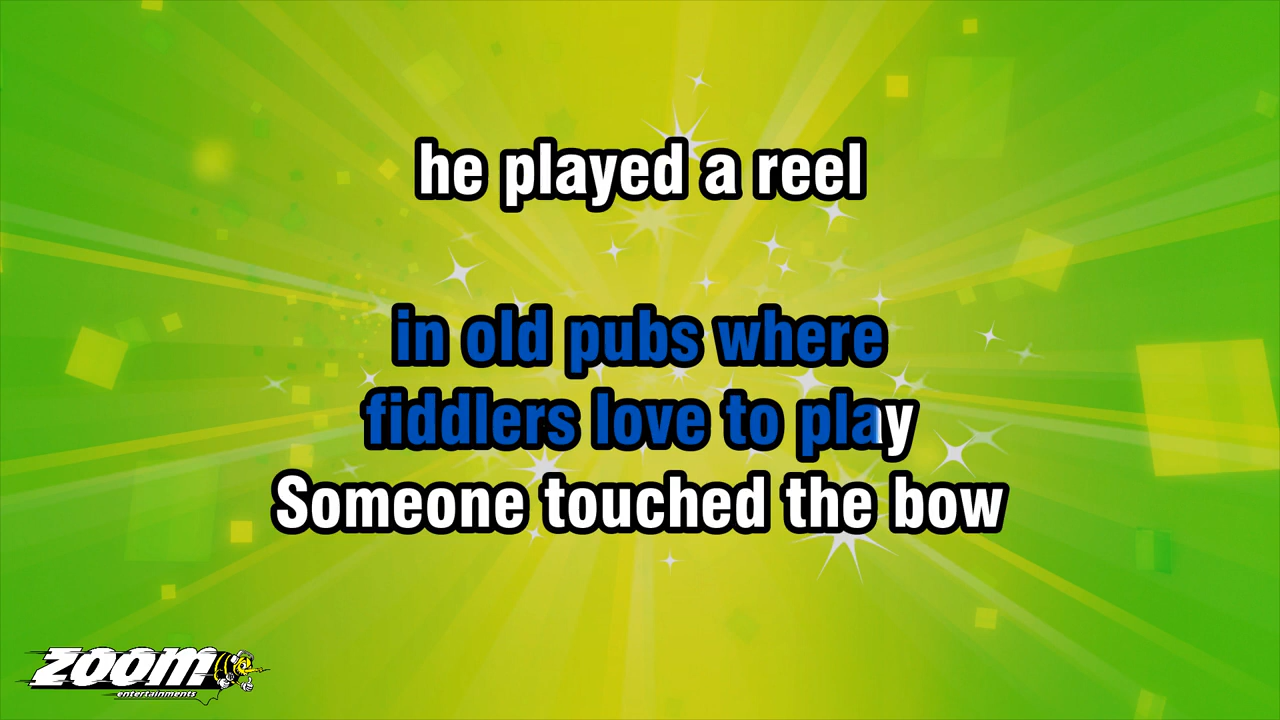 he played a reel
in old pubs where
fiddlers love to play
Someone touched the bow
zoom
entertainments